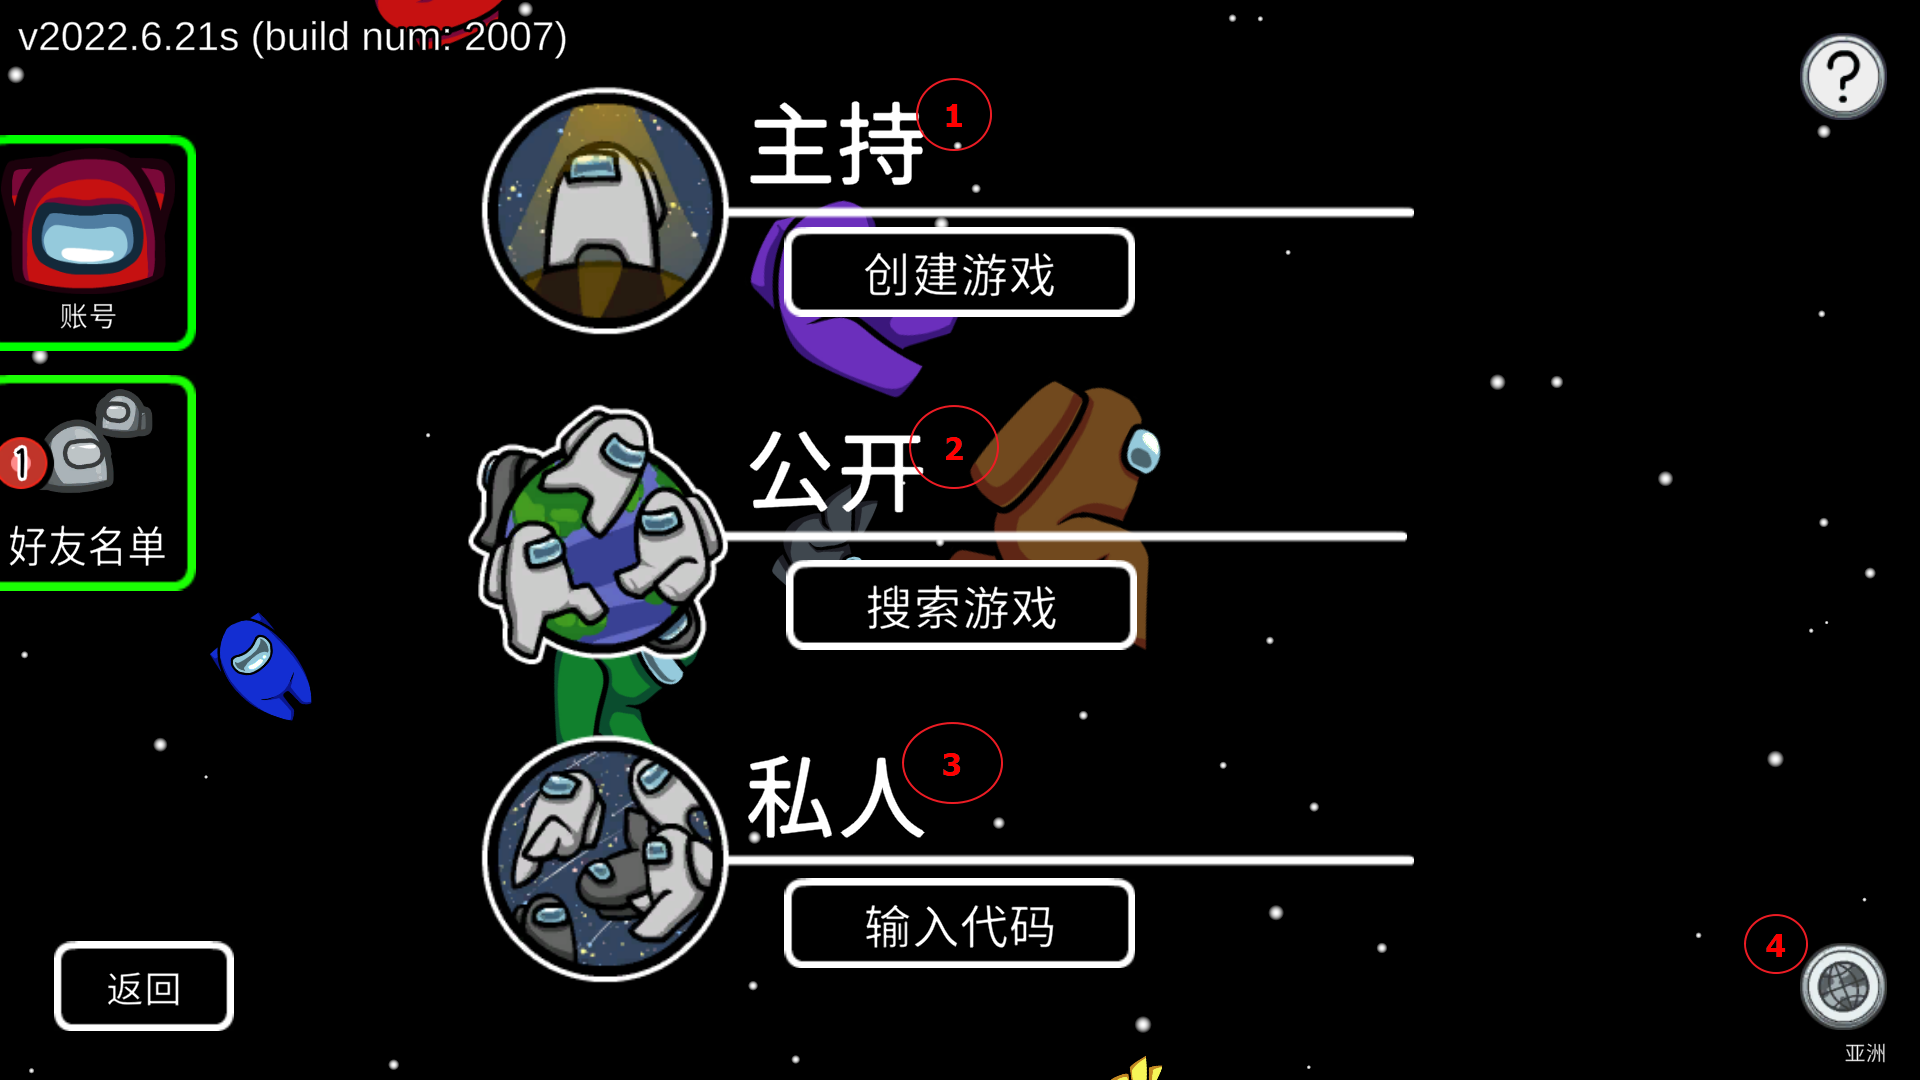 v2022.6.21s (build num: 2007)
?
主持 1
创建游戏
账号
1
好友名单
公开 2
搜索游戏
私人 3
输入代码
返回
4
亚洲